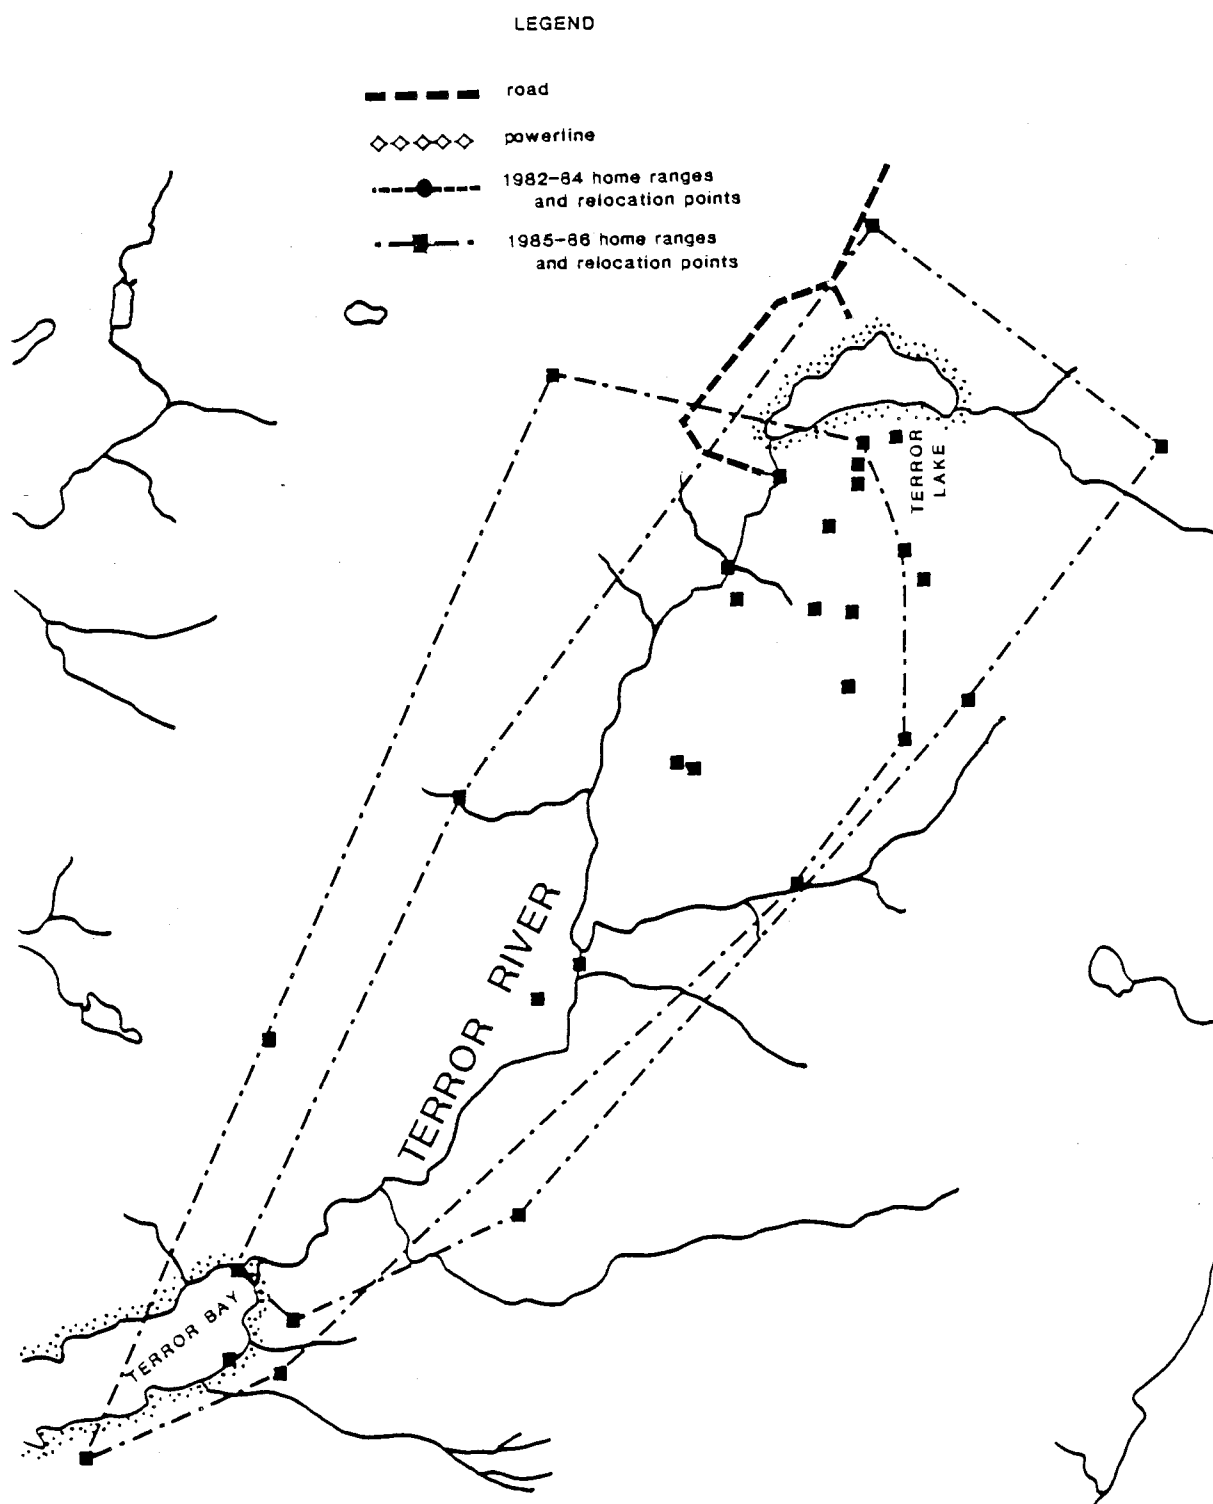 LEGEND
road
powerline
1982-84 home ranges
and relocation points
1985-86 home ranges
and relocation points
TERROR
LAKE
TERROR RIVER
TERROR BAY